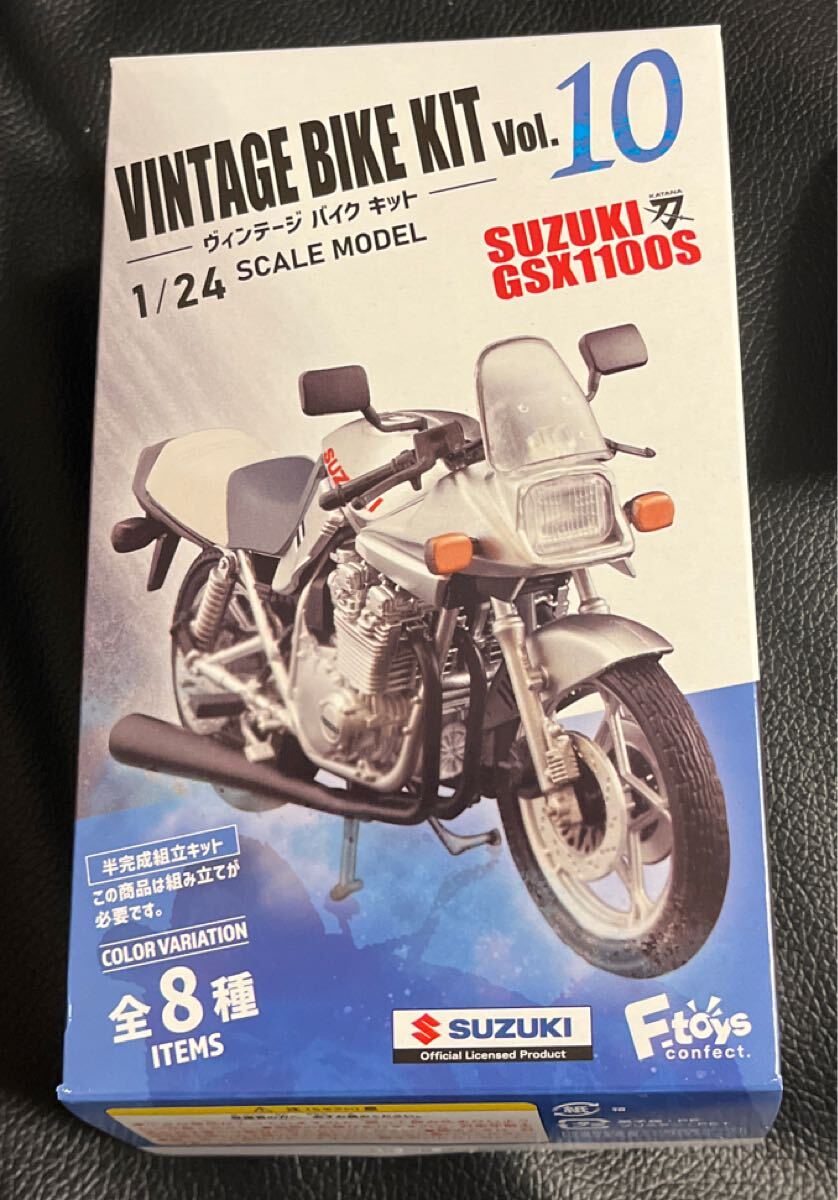 VINTAGE BIKE KIT Vol.10
ヴィンテージ バイク キット
1/24 SCALE MODEL
KATANA
SUZUKI 刀
GSX1100S
SUZUKI
半完成組立キット
この商品は組み立てが
必要です。
COLOR VARIATION
全8種
ITEMS
SUZUKI
Official Licensed Product
F-toys
confect.